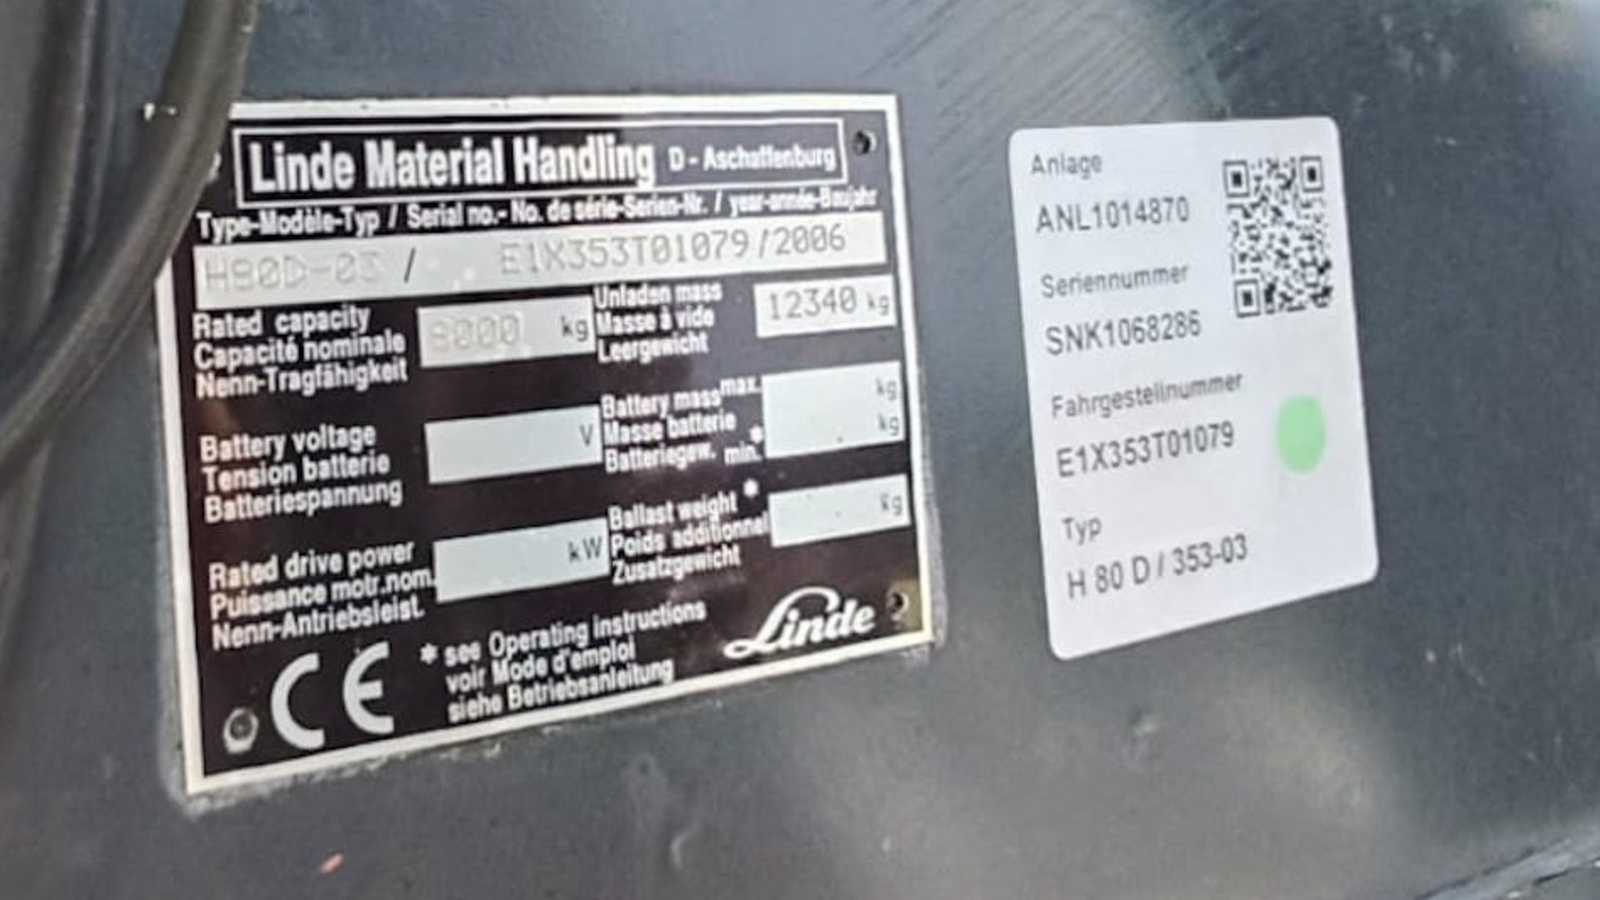 Linde Material Handling D - Aschaffenburg
Type-Modèle-Typ / Serial no.- No. de série-Serien-Nr. / year-année-Baujahr
H80D-03 / E1X353T01079/2006
Rated capacity
Capacité nominale
Nenn-Tragfähigkeit
8000 kg
Unladen mass
Masse à vide
Leergewicht
12340 kg
Battery voltage
Tension batterie
Batteriespannung
V
Battery mass max.
Masse batterie
Batteriegew. min. *
kg
kg
Rated drive power
Puissance motr.nom.
Nenn-Antriebsleist.
kW
Ballast weight *
Poids additionnel
Zusatzgewicht
kg
CE
* see Operating instructions
voir Mode d'emploi
siehe Betriebsanleitung
Linde
Anlage
ANL1014870
Seriennummer
SNK1068286
Fahrgestellnummer
E1X353T01079
Typ
H 80 D / 353-03